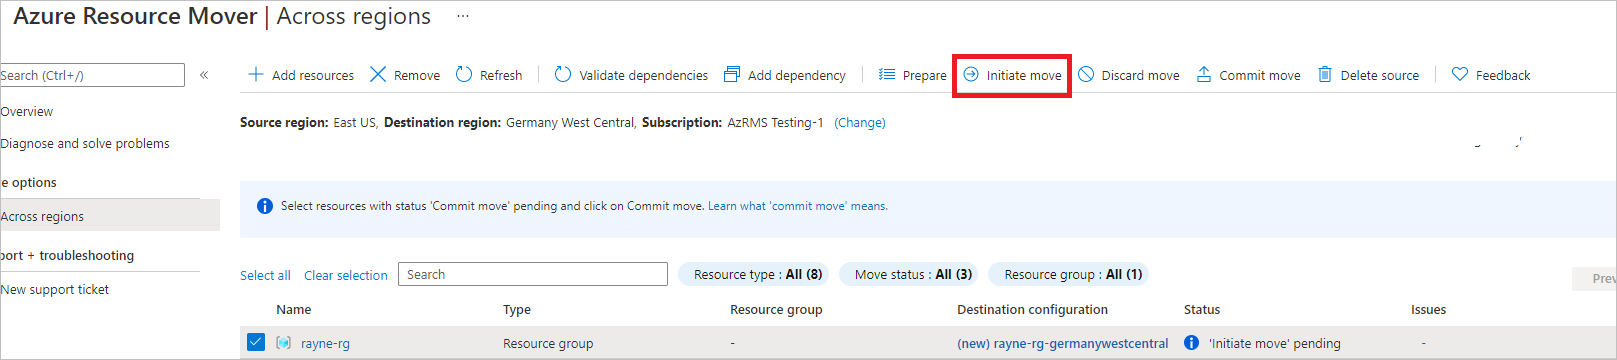 Azure Resource Mover | Across regions ...
Search (Ctrl+/) «
Add resources Remove Refresh Validate dependencies Add dependency Prepare Initiate move Discard move Commit move Delete source Feedback
Overview
Diagnose and solve problems
e options
Across regions
port + troubleshooting
New support ticket
Source region: East US, Destination region: Germany West Central, Subscription: AzRMS Testing-1 (Change)
Select resources with status 'Commit move' pending and click on Commit move. Learn what 'commit move' means.
Select all Clear selection Search Resource type : All (8) Move status : All (3) Resource group : All (1)
Prev
Name Type Resource group Destination configuration Status Issues
rayne-rg Resource group - (new) rayne-rg-germanywestcentral 'Initiate move' pending -